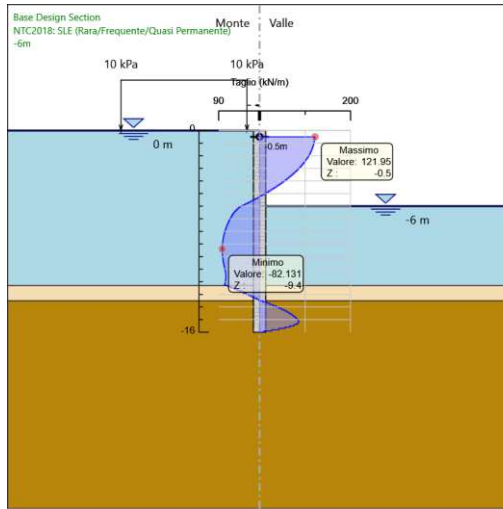 Base Design Section
Monte Valle
NTC2018: SLE (Rara/Frequente/Quasi Permanente)
-6m
10 kPa 10 kPa
Taglio (kN/m)
90 200
0
0 m
-0.5m
Massimo
Valore: 121.95
Z : -0.5
-6 m
Minimo
Valore: -82.131
Z : -9.4
-16